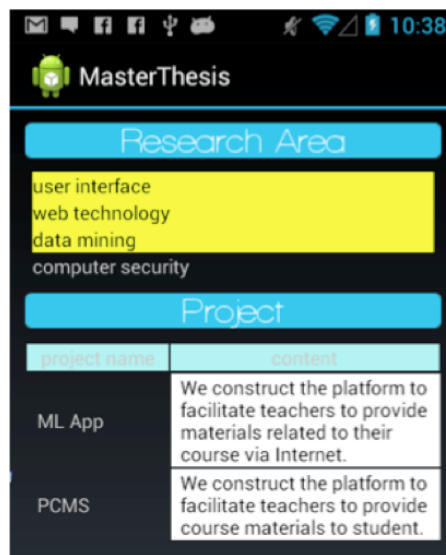 10:38
MasterThesis
Research Area
user interface
web technology
data mining
computer security
Project
project name content
ML App
We construct the platform to
facilitate teachers to provide
materials related to their
course via Internet.
PCMS
We construct the platform to
facilitate teachers to provide
course materials to student.